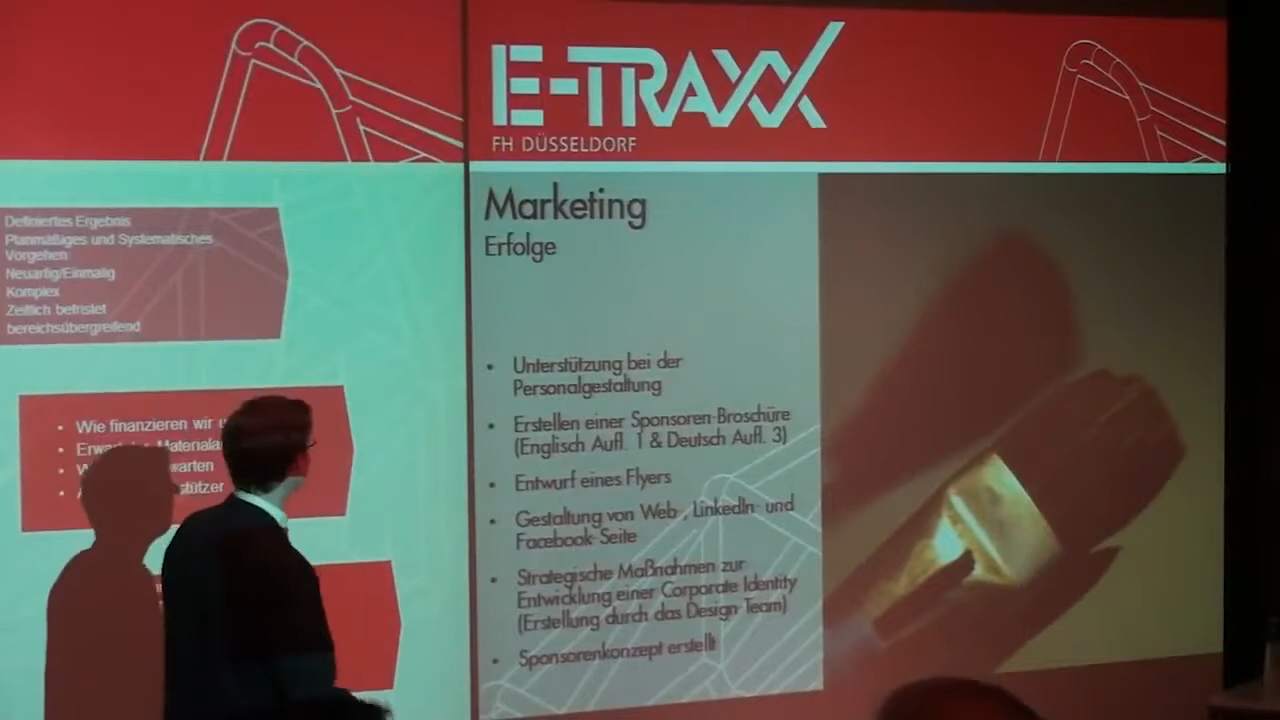 E-TRAXX
FH DÜSSELDORF
Definiertes Ergebnis
Planmäßiges und Systematisches
Vorgehen
Neuartig/Einmalig
Komplex
Zeitlich befristet
bereichsübergreifend
• Wie finanzieren wir
•
•
•
Marketing
Erfolge
• Unterstützung bei der
Personalgestaltung
• Erstellen einer Sponsoren-Broschüre
(Englisch Aufl. 1 & Deutsch Aufl. 3)
• Entwurf eines Flyers
• Gestaltung von Web-, LinkedIn- und
Facebook-Seite
• Strategische Maßnahmen zur
Entwicklung einer Corporate Identity
(Erstellung durch das Design-Team)
• Sponsorenkonzept erstellt